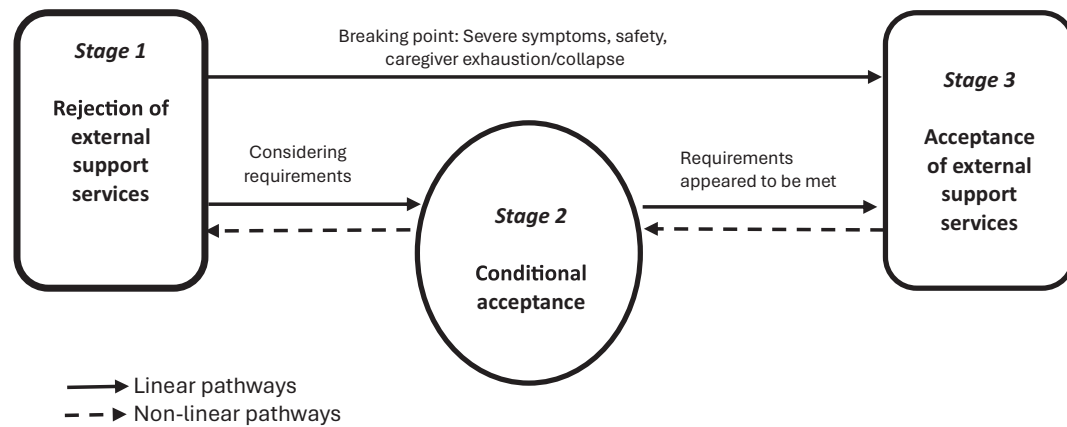 Stage 1
Rejection of
external
support
services
Breaking point: Severe symptoms, safety,
caregiver exhaustion/collapse
Considering
requirements
Stage 2
Conditional
acceptance
Requirements
appeared to be met
Stage 3
Acceptance
of external
support
services
Linear pathways
Non-linear pathways